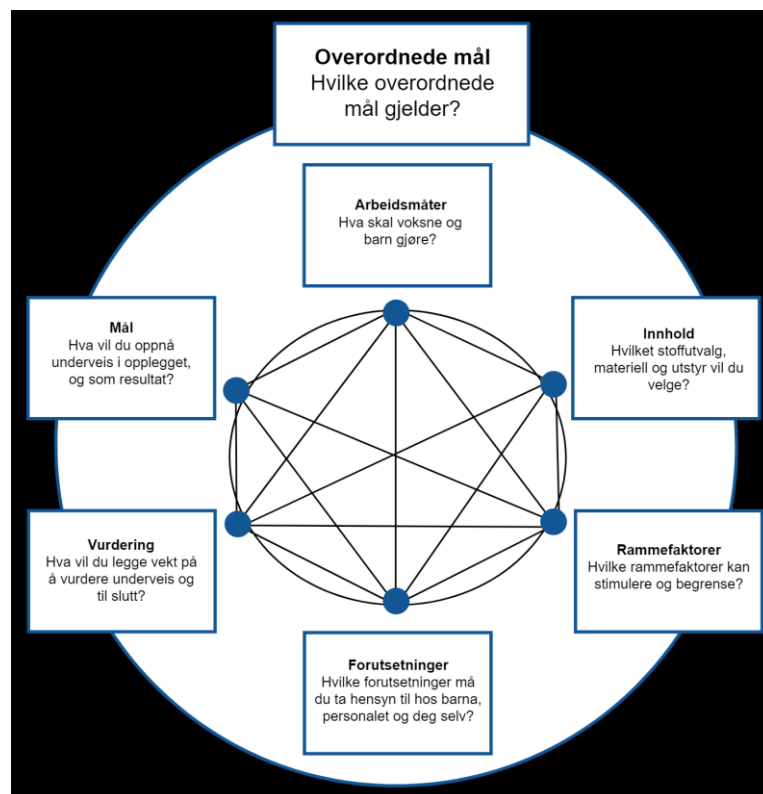 Overordnede mål
Hvilke overordnede
mål gjelder?
Arbeidsmåter
Hva skal voksne og
barn gjøre?
Mål
Hva vil du oppnå
underveis i opplegget,
og som resultat?
Innhold
Hvilket stoffutvalg,
materiell og utstyr vil du
velge?
Vurdering
Hva vil du legge vekt på
å vurdere underveis og
til slutt?
Rammefaktorer
Hvilke rammefaktorer kan
stimulere og begrense?
Forutsetninger
Hvilke forutsetninger må
du ta hensyn til hos barna,
personalet og deg selv?